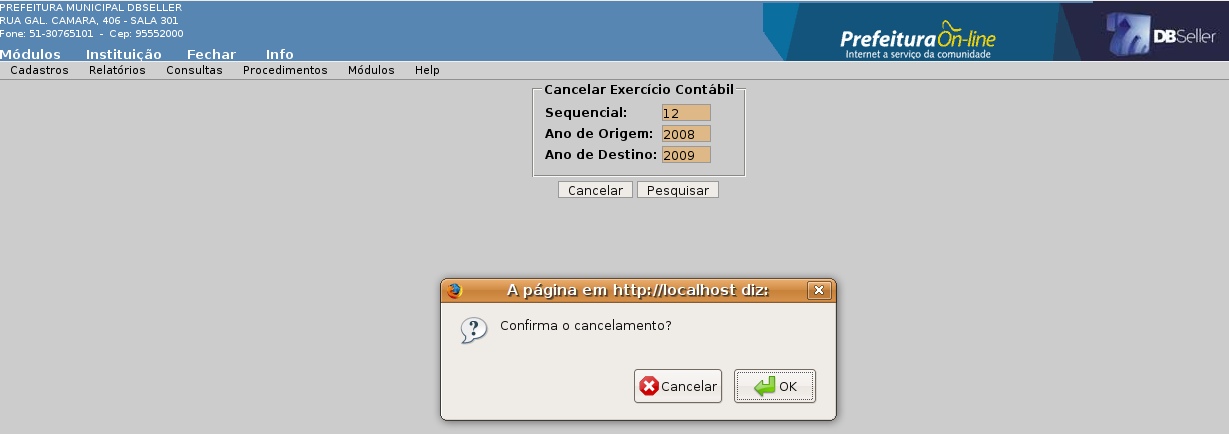 PREFEITURA MUNICIPAL DBSELLER
RUA GAL. CAMARA, 406 - SALA 301
Fone: 51-30765101 - Cep: 95552000
Prefeitura On-line
Internet a serviço da comunidade
DBSeller
Módulos Instituição Fechar Info
Cadastros Relatórios Consultas Procedimentos Módulos Help
Cancelar Exercício Contábil
Sequencial: 12
Ano de Origem: 2008
Ano de Destino: 2009
Cancelar Pesquisar
A página em http://localhost diz:
Confirma o cancelamento?
Cancelar OK